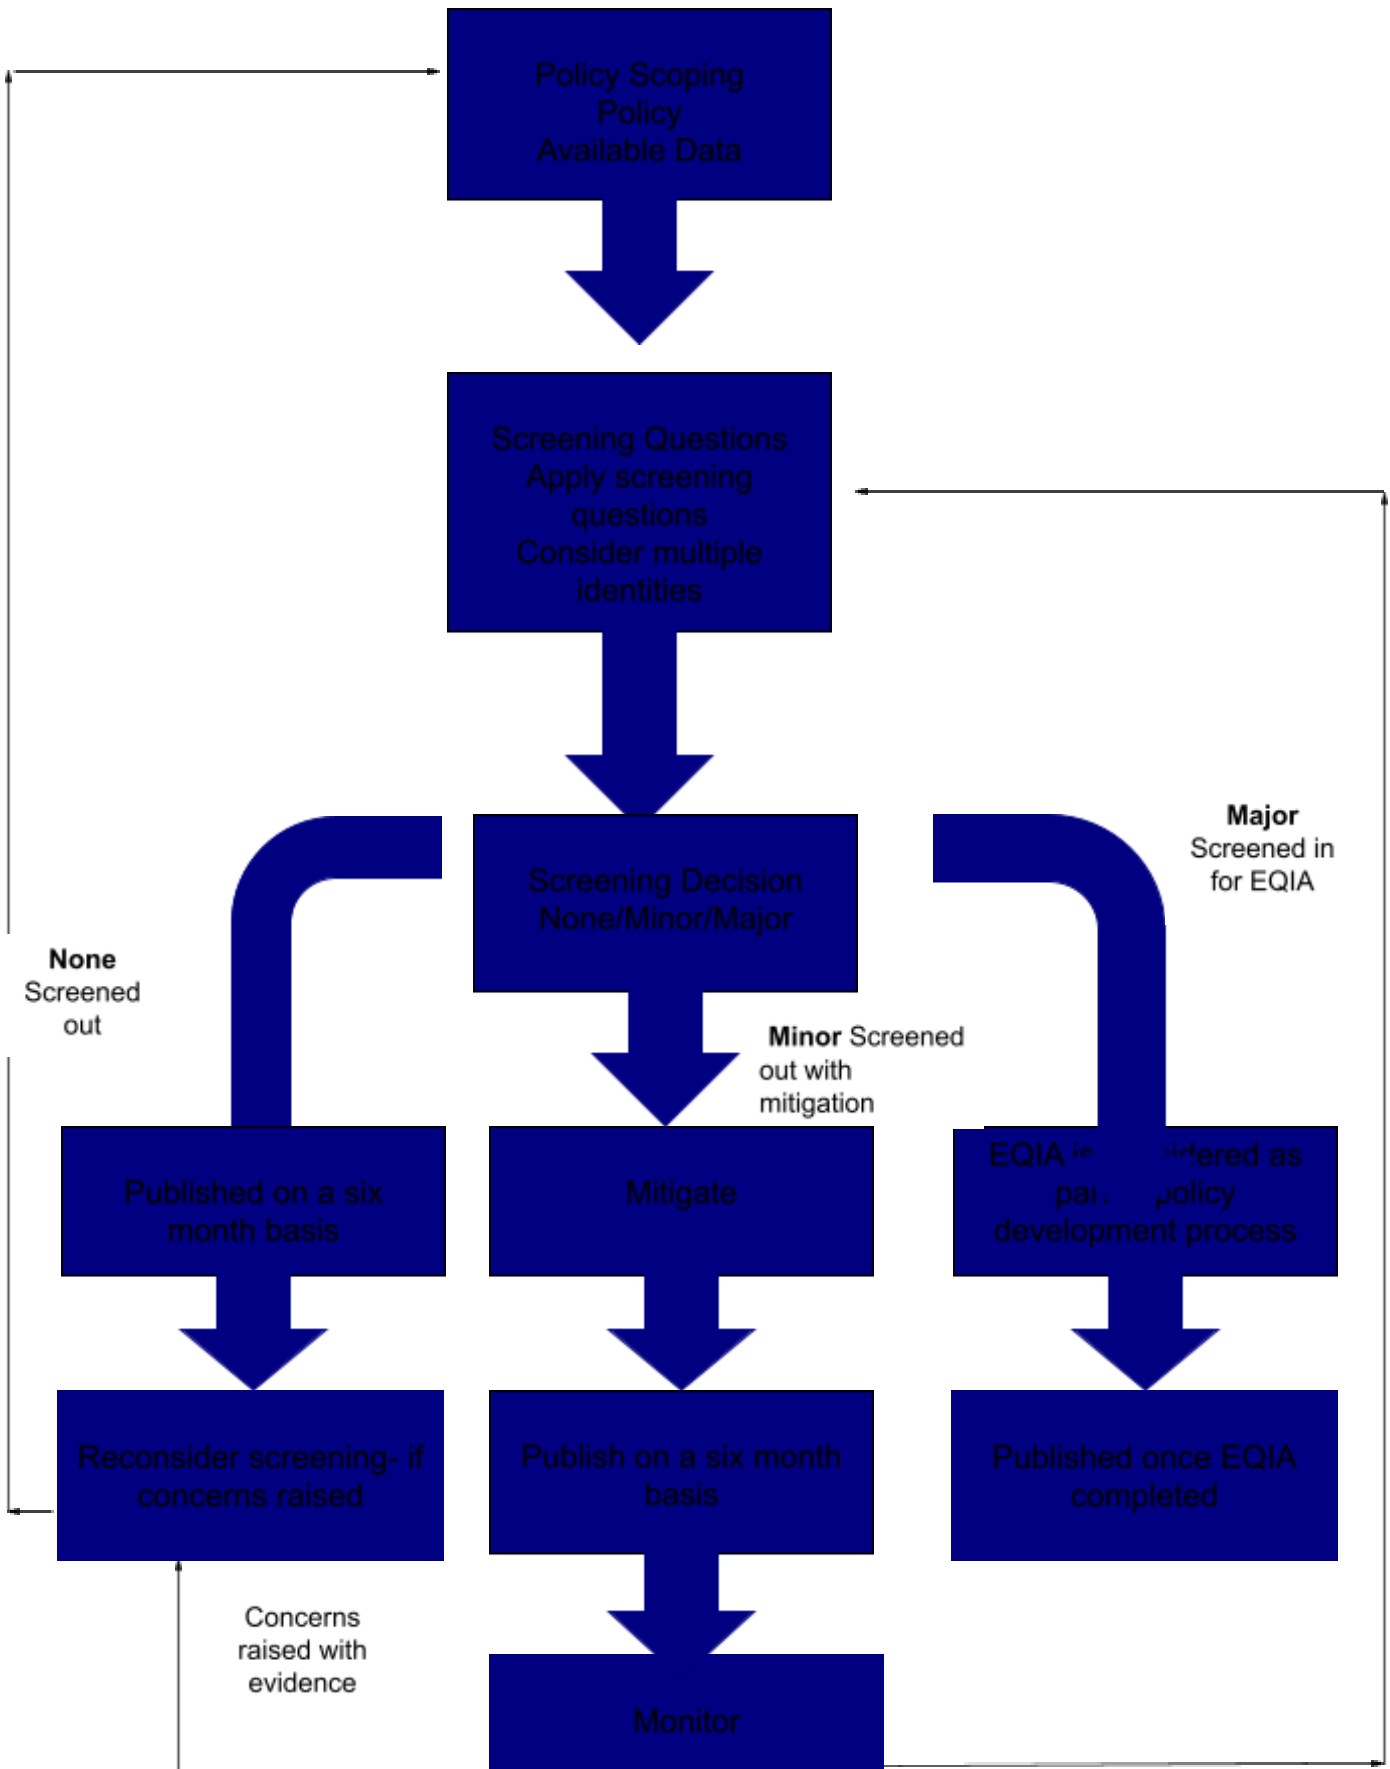 Policy Scoping
Policy
Available Data
Screening Questions
Apply screening
questions
Consider multiple
identities
Major
Screened in
for EQIA
Screening Decision
None/Minor/Major
None
Screened
out
Minor Screened
out with
mitigation
Published on a six
month basis
Mitigate
EQIA as
policy
development process
Reconsider screening- if
concerns raised
Publish on a six month
basis
Published once EQIA
completed
Concerns
raised with
evidence
Monitor